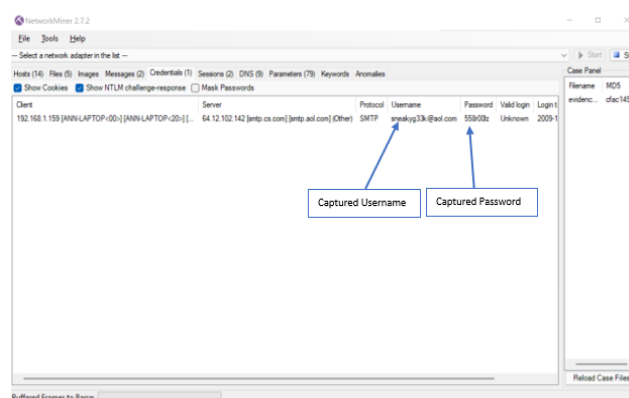 NetworkMiner 2.7.2
File Tools Help
--- Select a network adapter in the list ---
Start
Hosts (14) Files (5) Images Messages (2) Credentials (1) Sessions (2) DNS (9) Parameters (79) Keywords Anomalies
Case Panel
Show Cookies Show NTLM challenge-response Mask Passwords
Filename MD5
Client Server Protocol Username Password Valid login Login t
evidenc... cfac149
192.168.1.159 [ANN-LAPTOP<00>] [ANN-LAPTOP<20>] [... 64.12.102.142 [smtp.cs.com] [smtp.aol.com] (Other) SMTP sneakyg33k@aol.com 558r00lz Unknown 2009-1
Captured Username
Captured Password
Reload Case Files
Buffered Frames to Parse: